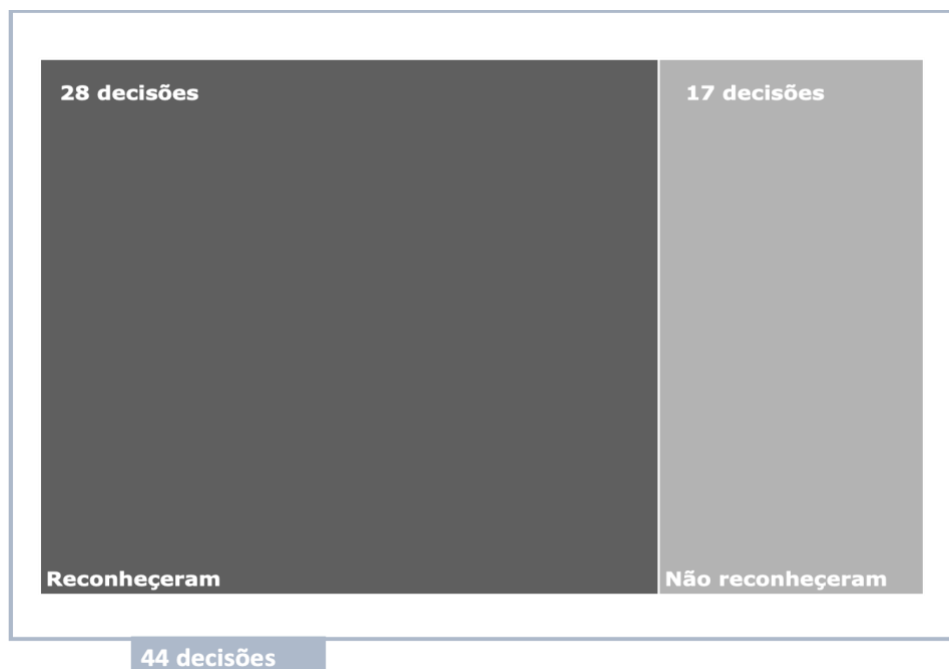 28 decisões
17 decisões
Reconheçeram
Não reconheçeram
44 decisões